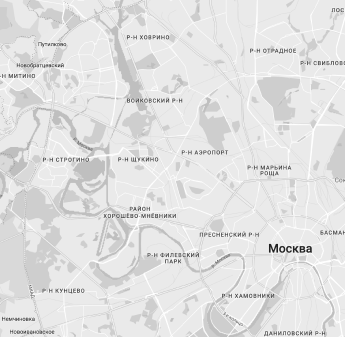 ЛОС
Р-Н ХОВРИНО
Путилково
Р-Н ОТРАДНОЕ
Новобратцевский
Р-Н СВИБЛОВ
Н МИТИНО
ВОЙКОВСКИЙ Р-Н
Р-Н СТРОГИНО
Р-Н ЩУКИНО
Р-Н АЭРОПОРТ
Р-Н МАРЬИНА
РОЩА
РАЙОН
ХОРОШЁВО-МНЁВНИКИ
ПРЕСНЕНСКИЙ Р-Н
БАСМАН
Москва
Р-Н ФИЛЕВСКИЙ
ПАРК
Р-Н КУНЦЕВО
Р-Н ХАМОВНИКИ
Немчиновка
Новоивановское
ДАНИЛОВСКИЙ Р-Н